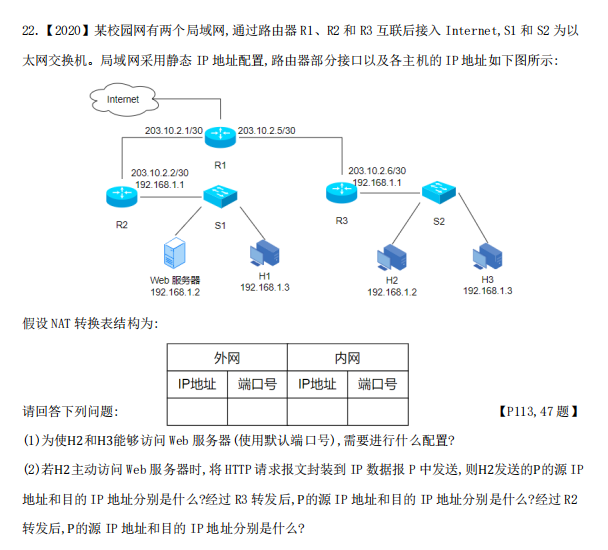 22.【2020】某校园网有两个局域网,通过路由器 R1、R2 和 R3 互联后接入 Internet,S1 和 S2 为以
太网交换机。局域网采用静态 IP 地址配置,路由器部分接口以及各主机的 IP 地址如下图所示:
Internet
203.10.2.1/30
203.10.2.5/30
R1
203.10.2.2/30
192.168.1.1
203.10.2.6/30
192.168.1.1
R2
S1
R3
S2
Web 服务器
192.168.1.2
H1
192.168.1.3
H2
192.168.1.2
H3
192.168.1.3
假设 NAT 转换表结构为:
外网 内网
IP地址 端口号 IP地址 端口号
请回答下列问题: 【P113,47 题】
(1)为使H2和H3能够访问 Web 服务器(使用默认端口号),需要进行什么配置?
(2)若H2主动访问 Web 服务器时,将 HTTP 请求报文封装到 IP 数据报 P 中发送,则H2发送的P的源 IP
地址和目的 IP 地址分别是什么?经过 R3 转发后,P的源 IP 地址和目的 IP 地址分别是什么?经过 R2
转发后,P的源 IP 地址和目的 IP 地址分别是什么?